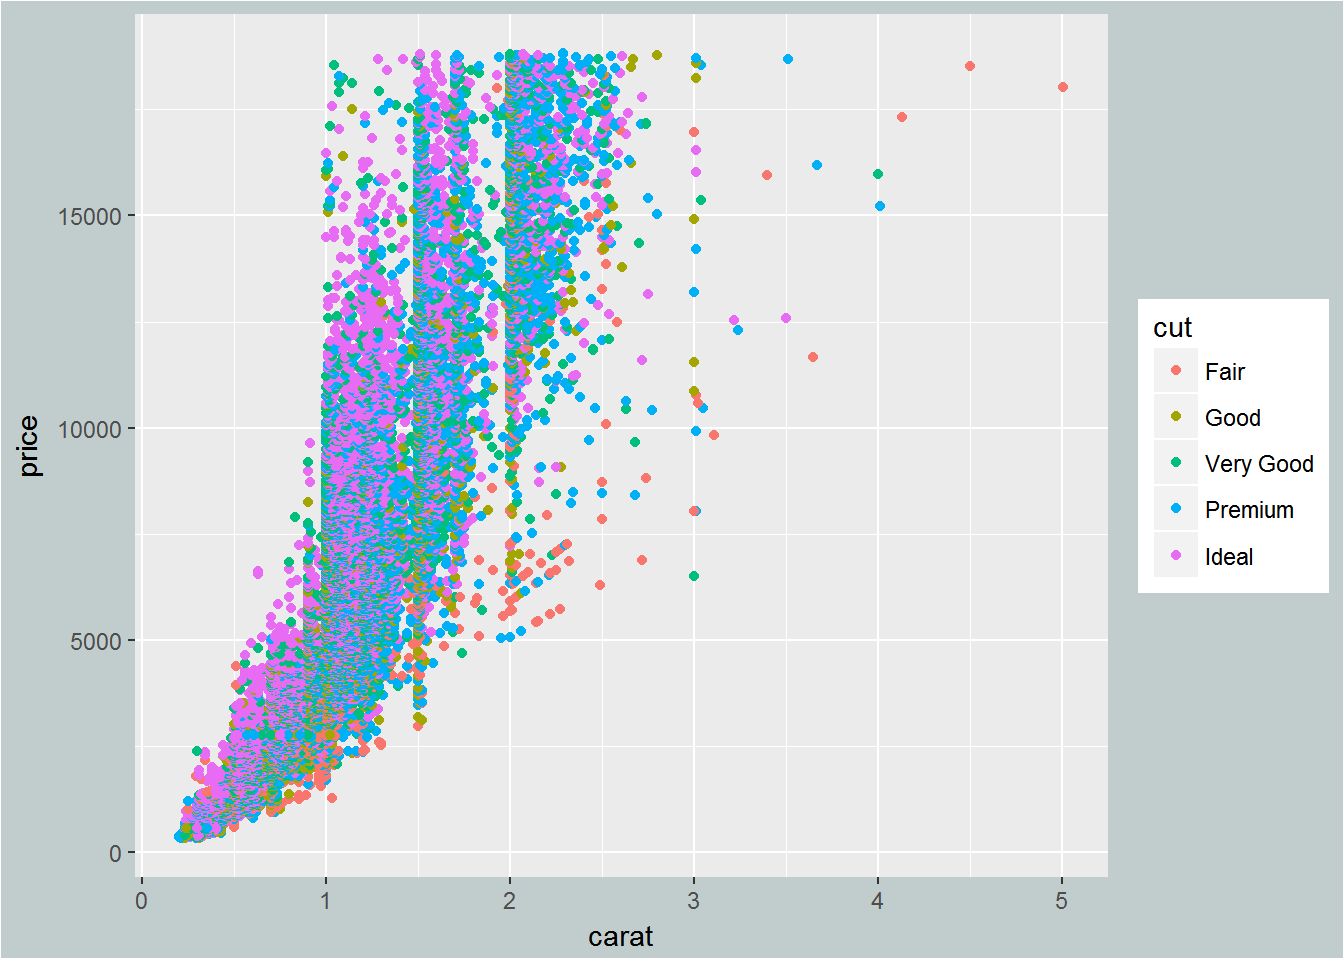 15000
10000
5000
0
price
0 1 2 3 4 5
carat
cut
Fair
Good
Very Good
Premium
Ideal